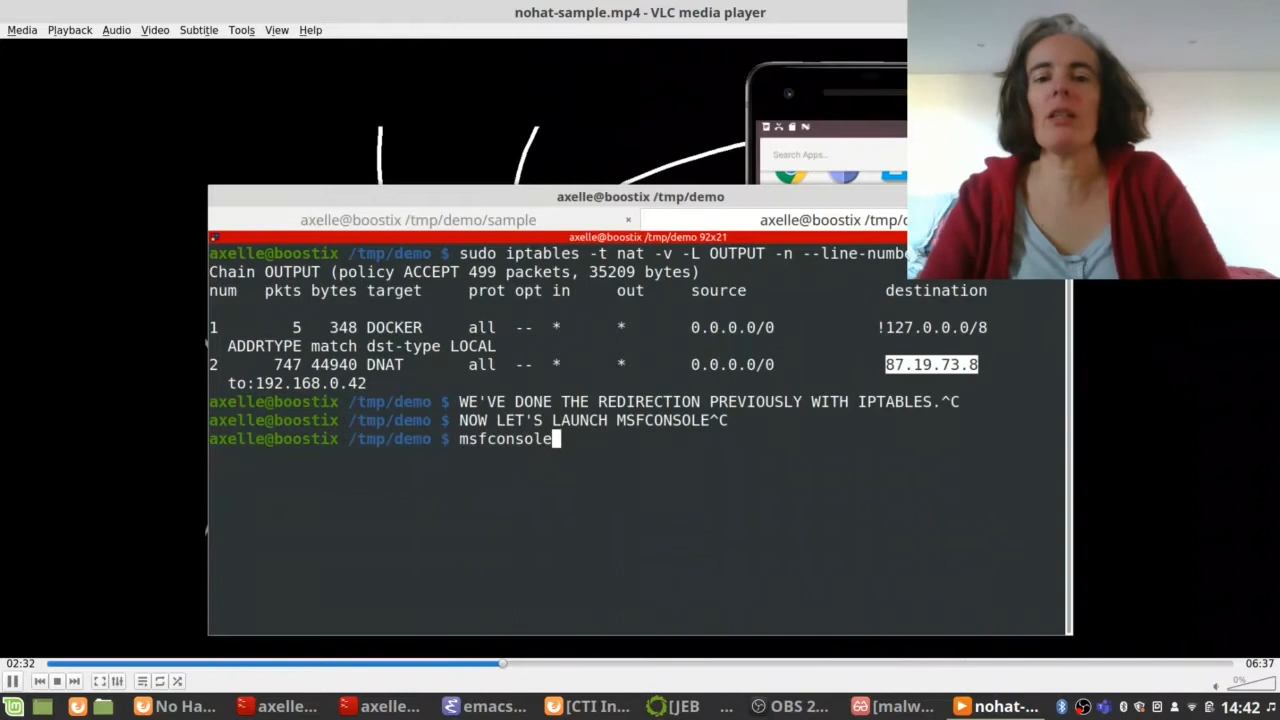 nohat-sample.mp4 - VLC media player
Media Playback Audio Video Subtitle Tools View Help
Search Apps...
axelle@boostix /tmp/demo
axelle@boostix /tmp/demo/sample × axelle@boostix /tmp/d
axelle@boostix /tmp/demo 92x21
axelle@boostix /tmp/demo $ sudo iptables -t nat -v -L OUTPUT -n --line-numbe
Chain OUTPUT (policy ACCEPT 499 packets, 35209 bytes)
num pkts bytes target prot opt in out source destination
1 5 348 DOCKER all -- * * 0.0.0.0/0 !127.0.0.0/8
ADDRTYPE match dst-type LOCAL
2 747 44940 DNAT all -- * * 0.0.0.0/0 87.19.73.8
to:192.168.0.42
axelle@boostix /tmp/demo $ WE'VE DONE THE REDIRECTION PREVIOUSLY WITH IPTABLES.^C
axelle@boostix /tmp/demo $ NOW LET'S LAUNCH MSFCONSOLE^C
axelle@boostix /tmp/demo $ msfconsole
02:32 06:37
0%
No Ha... axelle... axelle... emacs... [CTI In... [JEB ... OBS 2... [malw... nohat-... 14:42